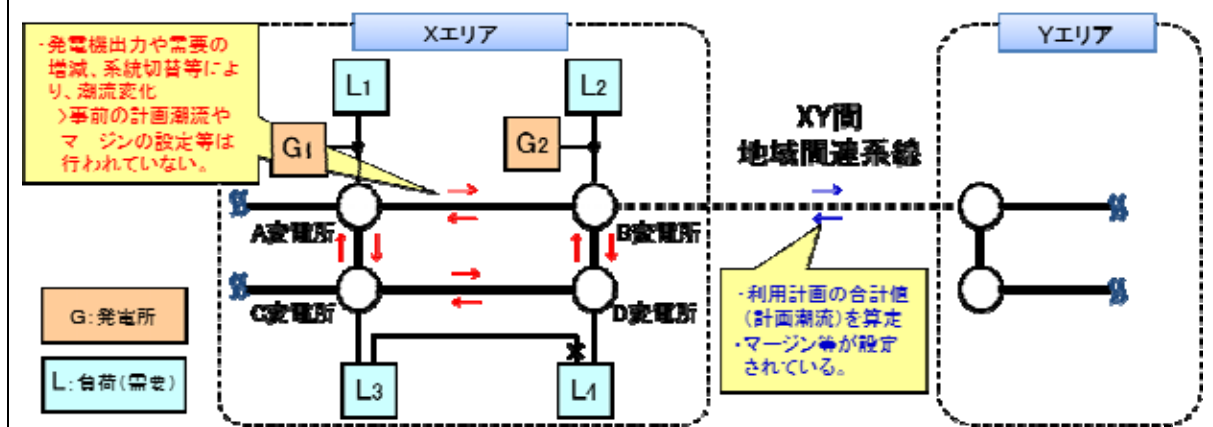 Xエリア
Yエリア
・発電機出力や需要の
増減、系統切替等によ
り、潮流変化
>事前の計画潮流や
マージンの設定等は
行われていない。
L1
L2
G1
G2
XY間
地域間連系線
A変電所
B変電所
C変電所
D変電所
・利用計画の合計値
(計画潮流)を算定
・マージン等が設定
されている。
G:発電所
L:負荷(需要)
L3
L4